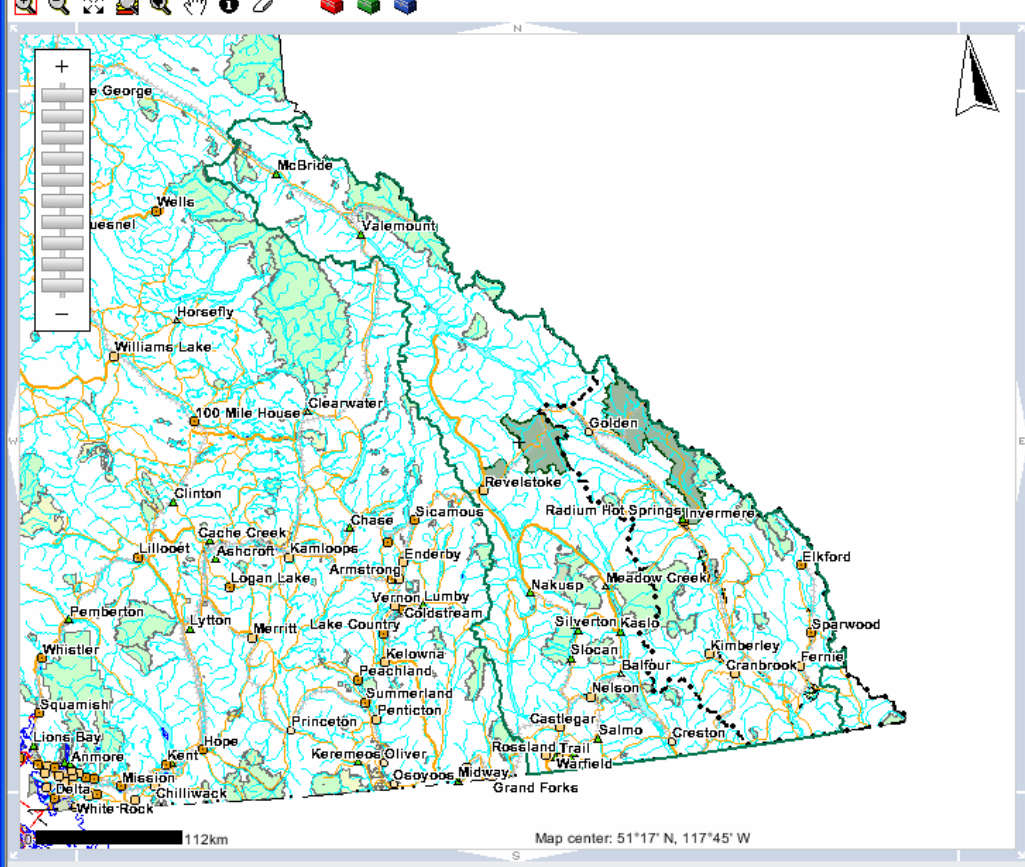 N
e George
McBride
Wells
uesnel
Valemount
Horsefly
Williams Lake
100 Mile House
Clearwater
Golden
W
E
Revelstoke
Clinton
Sicamous
Radium Hot Springs
Invermere
Chase
Cache Creek
Lillooet
Ashcroft
Kamloops
Enderby
Elkford
Armstrong
Logan Lake
Nakusp
Meadow Creek
Vernon
Lumby
Coldstream
Pemberton
Lytton
Merritt
Lake Country
Silverton
Kaslo
Sparwood
Whistler
Kelowna
Slocan
Kimberley
Fernie
Peachland
Balfour
Cranbrook
Summerland
Nelson
Squamish
Penticton
Princeton
Castlegar
Salmo
Creston
Lions Bay
Hope
Anmore
Kent
Keremeos
Oliver
Rossland
Trail
Warfield
Mission
Osoyoos
Midway
Delta
Chilliwack
Grand Forks
White Rock
0
112km
Map center: 51°17' N, 117°45' W
S